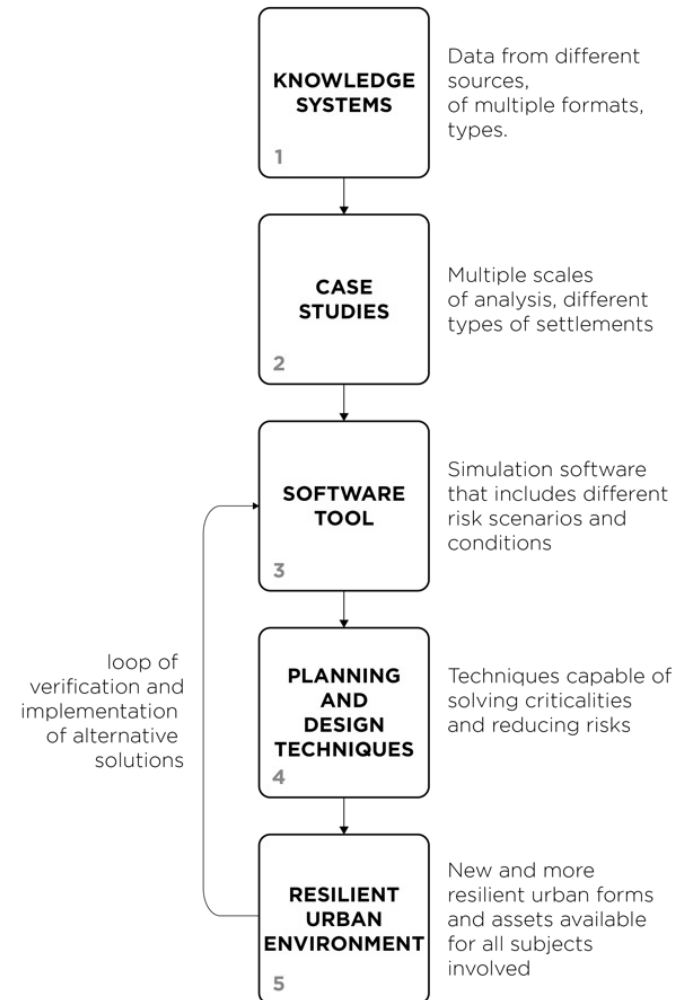 KNOWLEDGE
SYSTEMS
1
Data from different
sources,
of multiple formats,
types.
CASE
STUDIES
2
Multiple scales
of analysis, different
types of settlements
SOFTWARE
TOOL
3
Simulation software
that includes different
risk scenarios and
conditions
loop of
verification and
implementation
of alternative
solutions
PLANNING
AND
DESIGN
TECHNIQUES
4
Techniques capable of
solving criticalities
and reducing risks
RESILIENT
URBAN
ENVIRONMENT
5
New and more
resilient urban forms
and assets available
for all subjects
involved